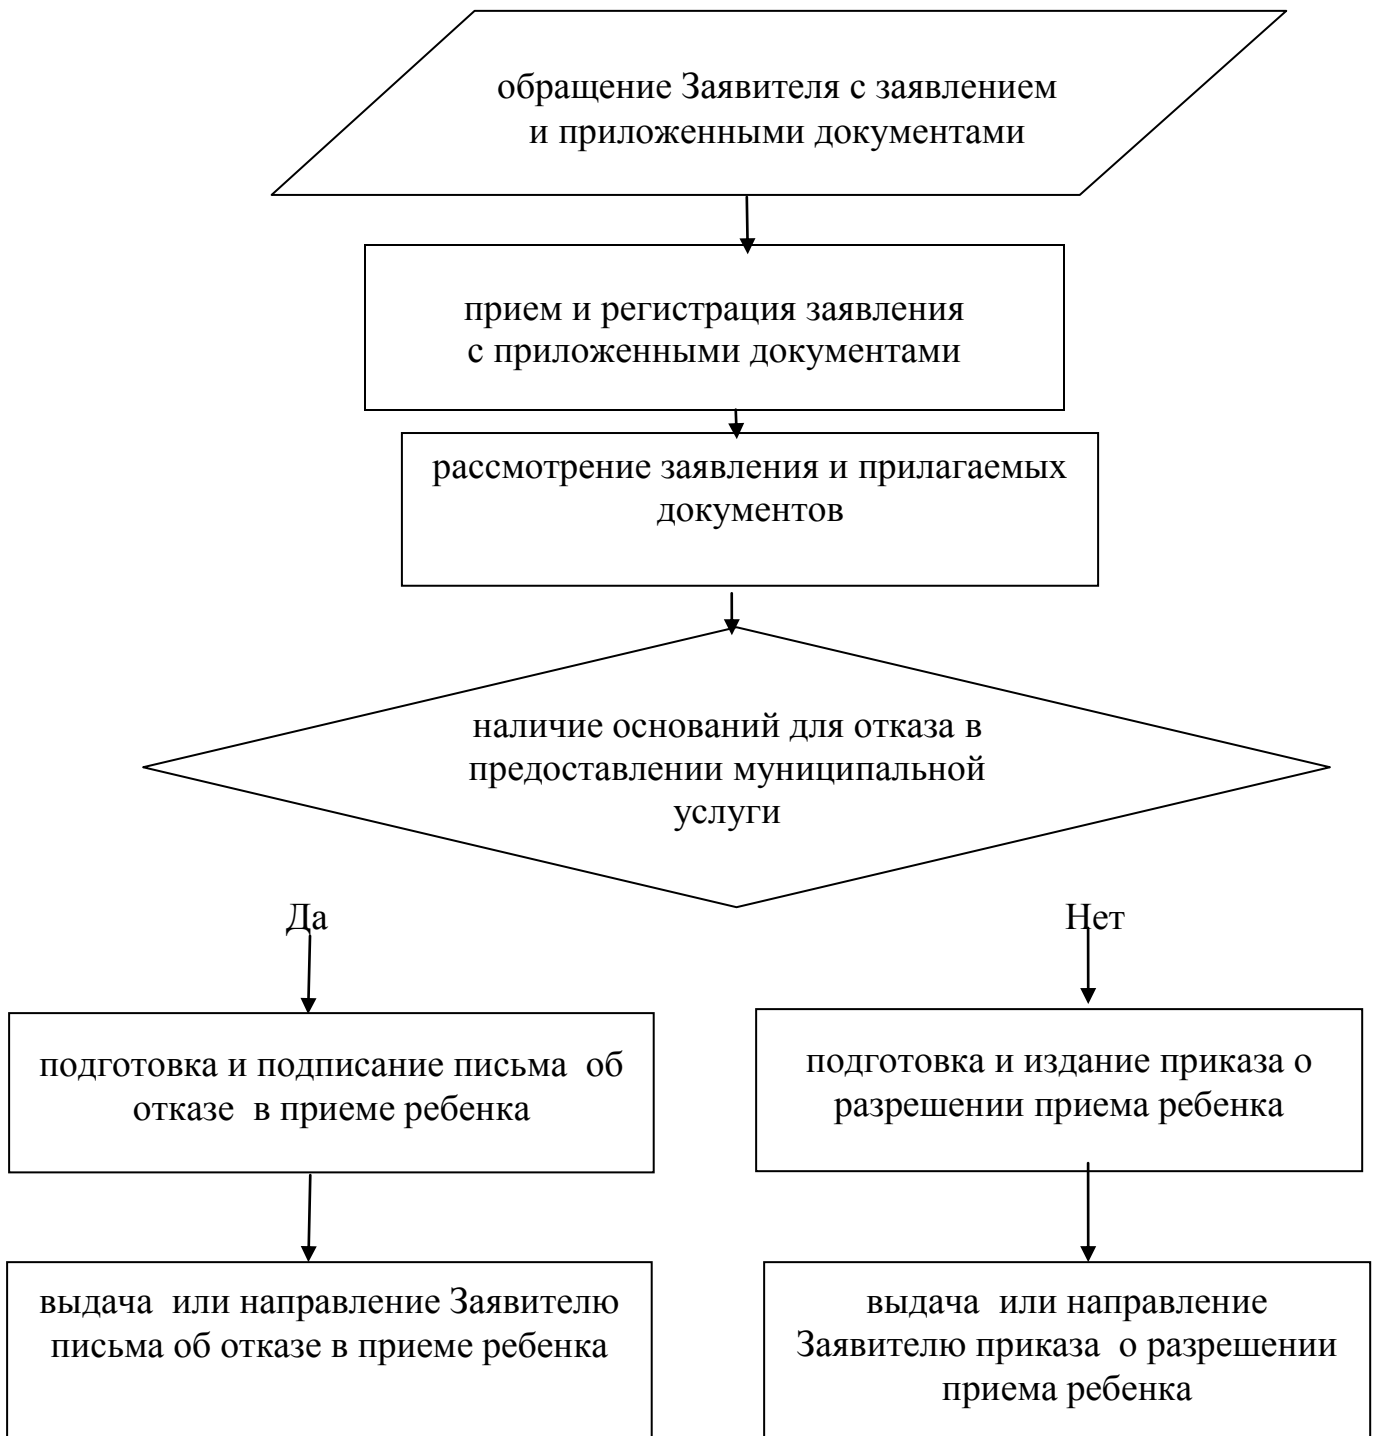 обращение Заявителя с заявлением
и приложенными документами
прием и регистрация заявления
с приложенными документами
рассмотрение заявления и прилагаемых
документов
наличие оснований для отказа в
предоставлении муниципальной
услуги
Да
Нет
подготовка и подписание письма об
отказе в приеме ребенка
подготовка и издание приказа о
разрешении приема ребенка
выдача или направление Заявителю
письма об отказе в приеме ребенка
выдача или направление
Заявителю приказа о разрешении
приема ребенка